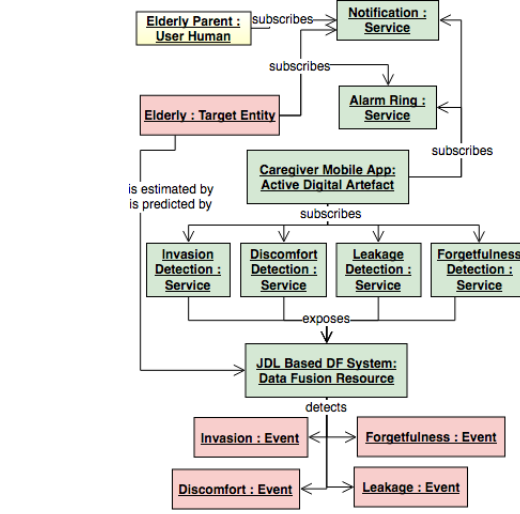 Elderly Parent :
User Human
subscribes
Notification :
Service
subscribes
Alarm Ring :
Service
Elderly : Target Entity
subscribes
Caregiver Mobile App:
Active Digital Artefact
is estimated by
is predicted by
subscribes
Invasion
Detection :
Service
Discomfort
Detection :
Service
Leakage
Detection :
Service
Forgetfulness
Detection :
Service
exposes
JDL Based DF System:
Data Fusion Resource
detects
Invasion : Event
Forgetfulness : Event
Discomfort : Event
Leakage : Event